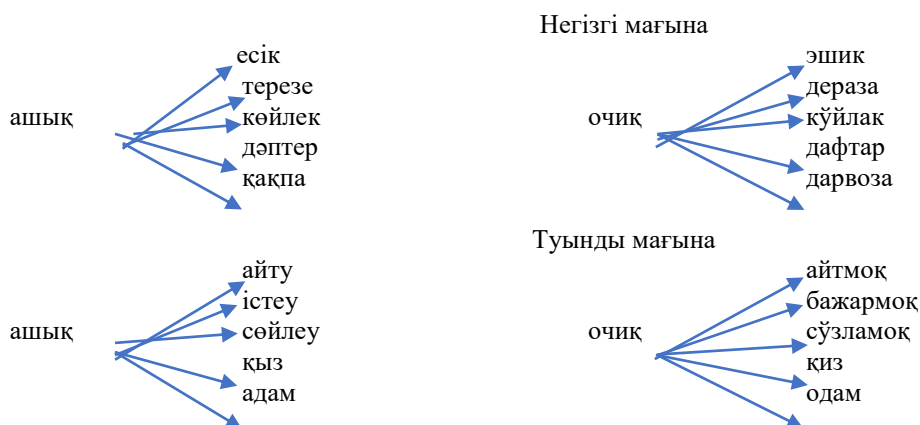 Негізгі мағына
есік эшик
терезе дераза
ашық көйлек очиқ кўйлак
дәптер дафтар
қақпа дарвоза
Туынды мағына
айту айтмоқ
істеу бажармоқ
ашық сөйлеу очиқ сўзламоқ
қыз қиз
адам одам